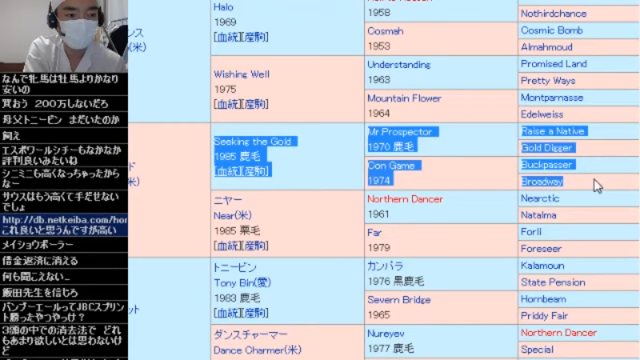 なんで牝馬は牡馬よりかなり
安いの
買おう 200万しないだろ
母父トニービン まだいたのか
飼え
エスポワールシチーもなかなか
評判良いみたいね
シニミニも高くなっちゃったから
なー
サウスはもう高くて手だせない
でしょ
http://db.netkeiba.com/hor
これ良いと思うんですが高い
メイショウボーラー
借金返済に消える
何も聞こえない…
飯田先生を信じろ
バンブーエールってJBCスプリン
ト勝ったやつやっけ?
3頭の中での消去法で どれ
もあまり欲しいとは思わないけ
ど
ンス
(米)
ド
)
ット
Halo
1969
[血統][産駒]
Wishing Well
1975
[血統][産駒]
Seeking the Gold
1985 鹿毛
[血統][産駒]
ニヤー
Near(米)
1985 栗毛
[血統][産駒]
トニービン
Tony Bin(愛)
1983 鹿毛
[血統][産駒]
ダンスチャーマー
Dance Charmer(米)
1958
Cosmah
1953
Understanding
1963
Mountain Flower
1964
Mr.Prospector
1970 鹿毛
Con Game
1974
Northern Dancer
1961
Far
1979
カンパラ
1976 黒鹿毛
Severn Bridge
1965
Nureyev
1977 鹿毛
Nothirdchance
Cosmic Bomb
Almahmoud
Promised Land
Pretty Ways
Montparnasse
Edelweiss
Raise a Native
Gold Digger
Buckpasser
Broadway
Nearctic
Natalma
Forli
Foreseer
Kalamoun
State Pension
Hornbeam
Priddy Fair
Northern Dancer
Special